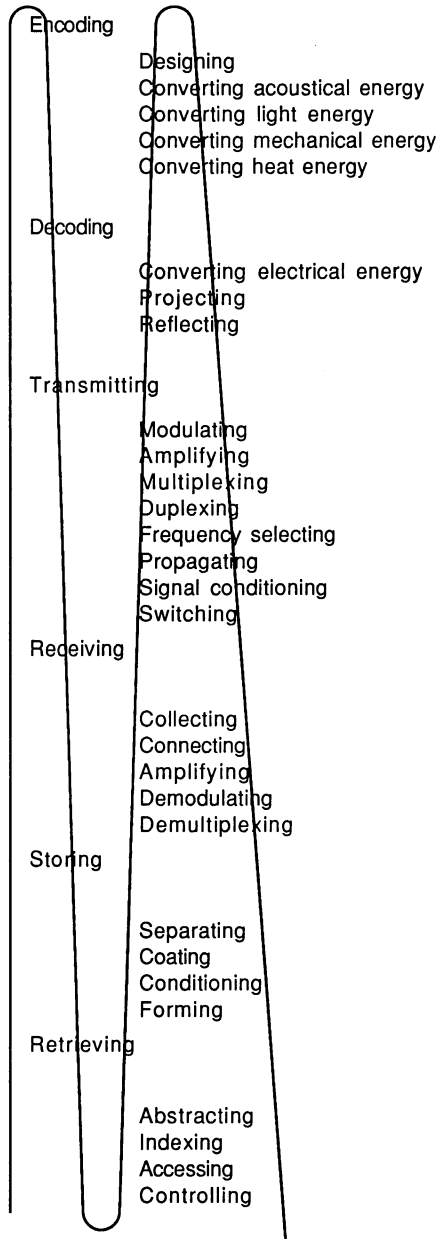 Encoding
Designing
Converting acoustical energy
Converting light energy
Converting mechanical energy
Converting heat energy
Decoding
Converting electrical energy
Projecting
Reflecting
Transmitting
Modulating
Amplifying
Multiplexing
Duplexing
Frequency selecting
Propagating
Signal conditioning
Switching
Receiving
Collecting
Connecting
Amplifying
Demodulating
Demultiplexing
Storing
Separating
Coating
Conditioning
Forming
Retrieving
Abstracting
Indexing
Accessing
Controlling